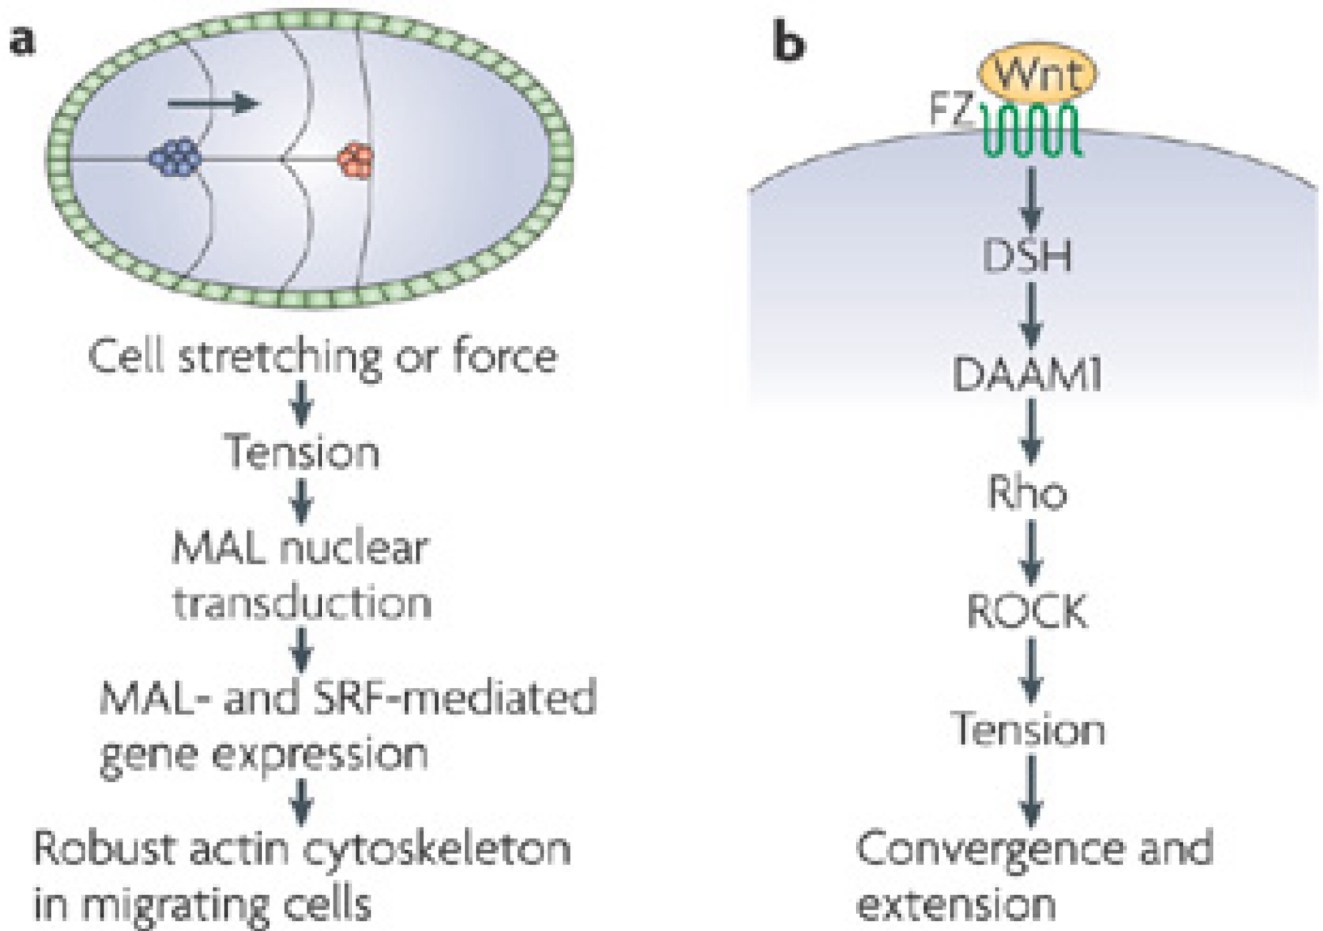 a
Cell stretching or force
Tension
MAL nuclear
transduction
MAL- and SRF-mediated
gene expression
Robust actin cytoskeleton
in migrating cells
b
Wnt
FZ
DSH
DAAM1
Rho
ROCK
Tension
Convergence and
extension